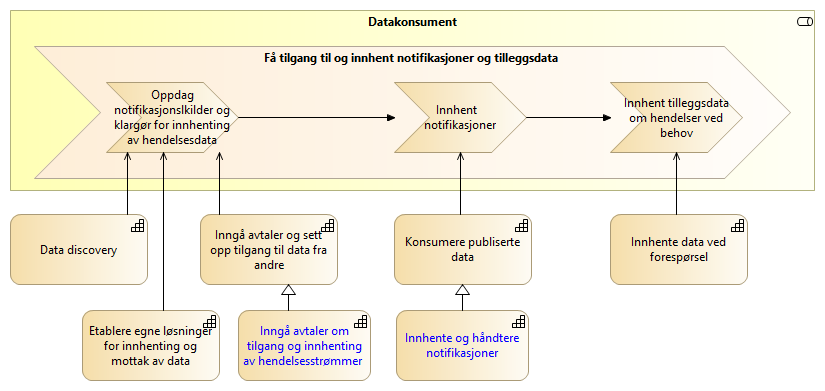 Datakonsument
Få tilgang til og innhent notifikasjoner og tilleggsdata
Oppdag
notifikasjonslkilder og
klargjør for innhenting
av hendelsesdata
Innhent
notifikasjoner
Innhent tilleggsdata
om hendelser ved
behov
Data discovery
Inngå avtaler og sett
opp tilgang til data fra
andre
Konsumere publiserte
data
Innhente data ved
forespørsel
Etablere egne løsninger
for innhenting og
mottak av data
Inngå avtaler om
tilgang og innhenting
av hendelsesstrømmer
Innhente og håndtere
notifikasjoner